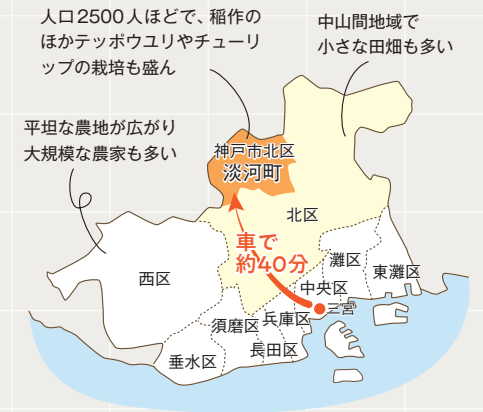 人口2500人ほどで、稲作の
ほかテッポウユリやチューリ
ップの栽培も盛ん
中山間地域で
小さな田畑も多い
平坦な農地が広がり
大規模な農家も多い
神戸市北区
淡河町
北区
車で
約40分
西区
灘区
東灘区
中央区
三宮
須磨区
兵庫区
長田区
垂水区